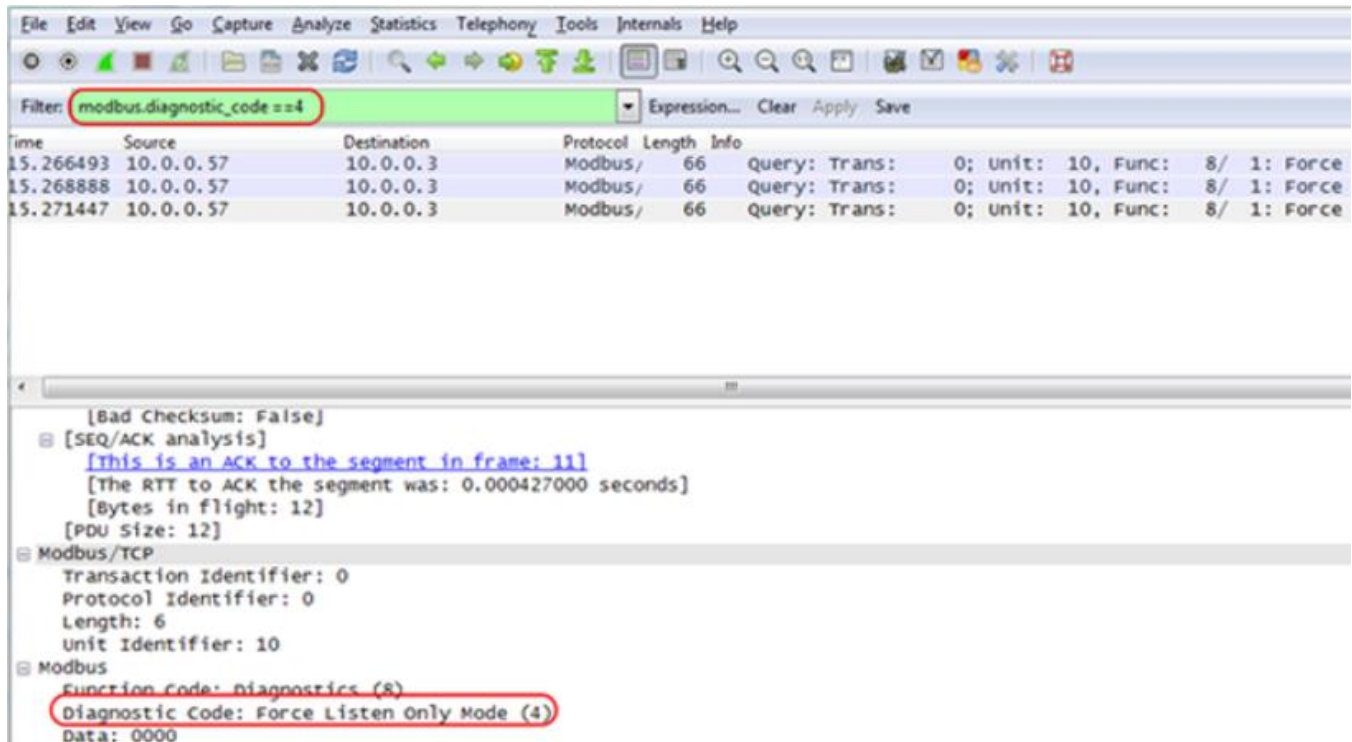 File Edit View Go Capture Analyze Statistics Telephony Tools Internals Help
Filter: modbus.diagnostic_code ==4 Expression... Clear Apply Save
Time Source Destination Protocol Length Info
15.266493 10.0.0.57 10.0.0.3 Modbus/ 66 Query: Trans: 0; Unit: 10, Func: 8/ 1: Force
15.268888 10.0.0.57 10.0.0.3 Modbus/ 66 Query: Trans: 0; Unit: 10, Func: 8/ 1: Force
15.271447 10.0.0.57 10.0.0.3 Modbus/ 66 Query: Trans: 0; Unit: 10, Func: 8/ 1: Force
[Bad Checksum: False]
[SEQ/ACK analysis]
[This is an ACK to the segment in frame: 11]
[The RTT to ACK the segment was: 0.000427000 seconds]
[Bytes in flight: 12]
[PDU Size: 12]
Modbus/TCP
Transaction Identifier: 0
Protocol Identifier: 0
Length: 6
Unit Identifier: 10
Modbus
Function Code: Diagnostics (8)
Diagnostic Code: Force Listen Only Mode (4)
Data: 0000